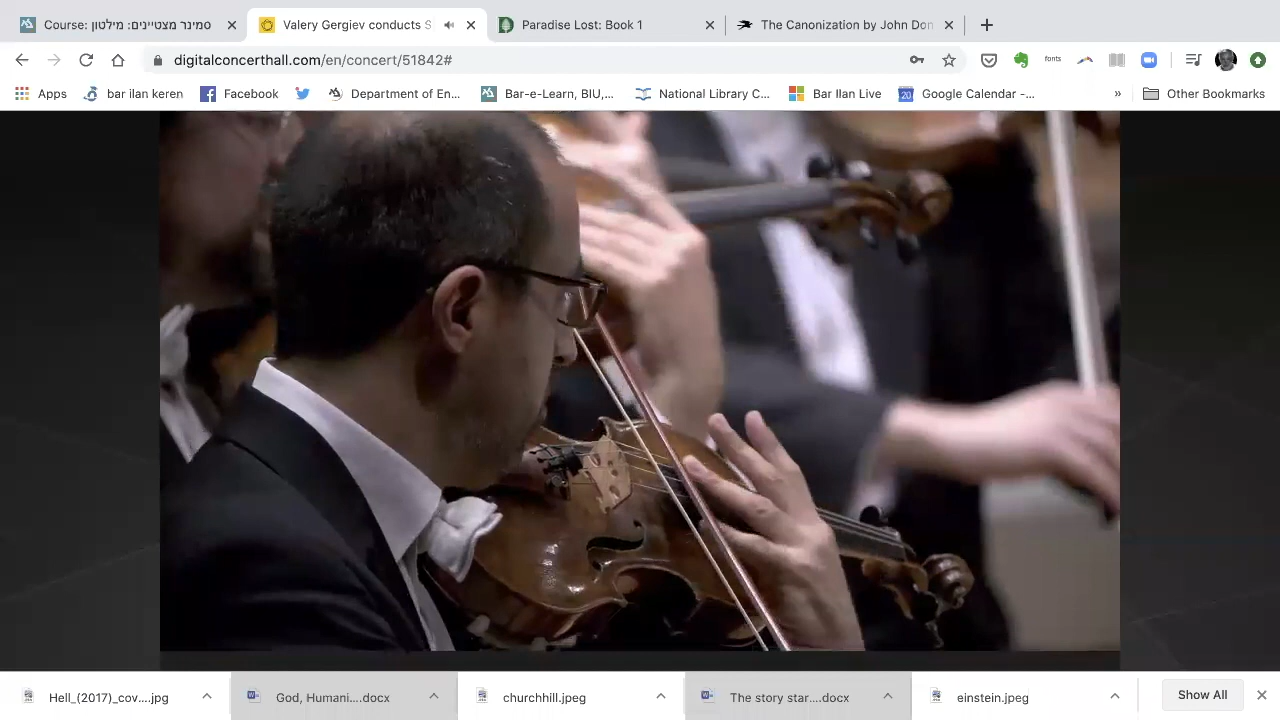 Course: סמינר מצטיינים: מילטון
Valery Gergiev conducts S
Paradise Lost: Book 1
The Canonization by John Don
digitalconcerthall.com/en/concert/51842#
fonts
Apps
bar ilan keren
Facebook
Department of En...
Bar-e-Learn, BIU,...
National Library C...
Bar Ilan Live
20
Google Calendar -...
»
Other Bookmarks
Hell_(2017)_cov....jpg
God, Humani....docx
churchhill.jpeg
The story star....docx
einstein.jpeg
Show All